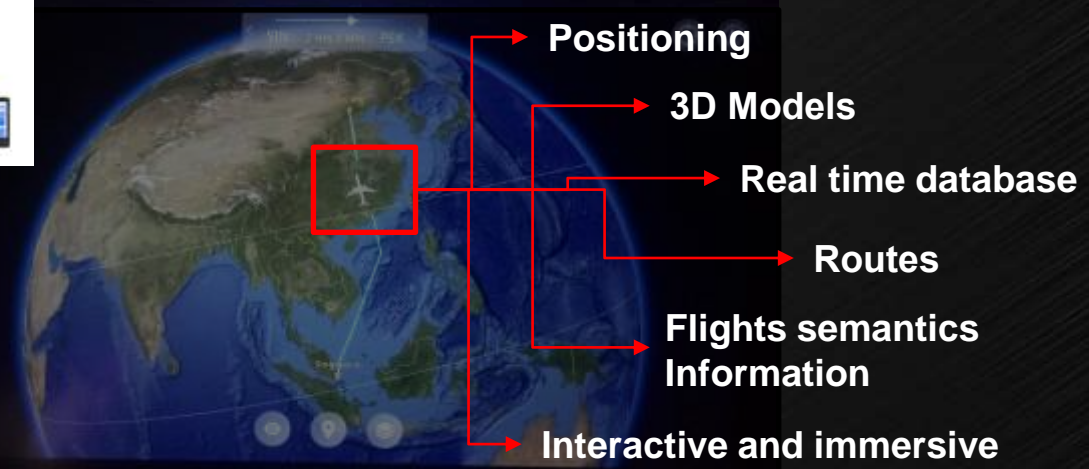 Positioning
3D Models
Real time database
Routes
Flights semantics
Information
Interactive and immersive